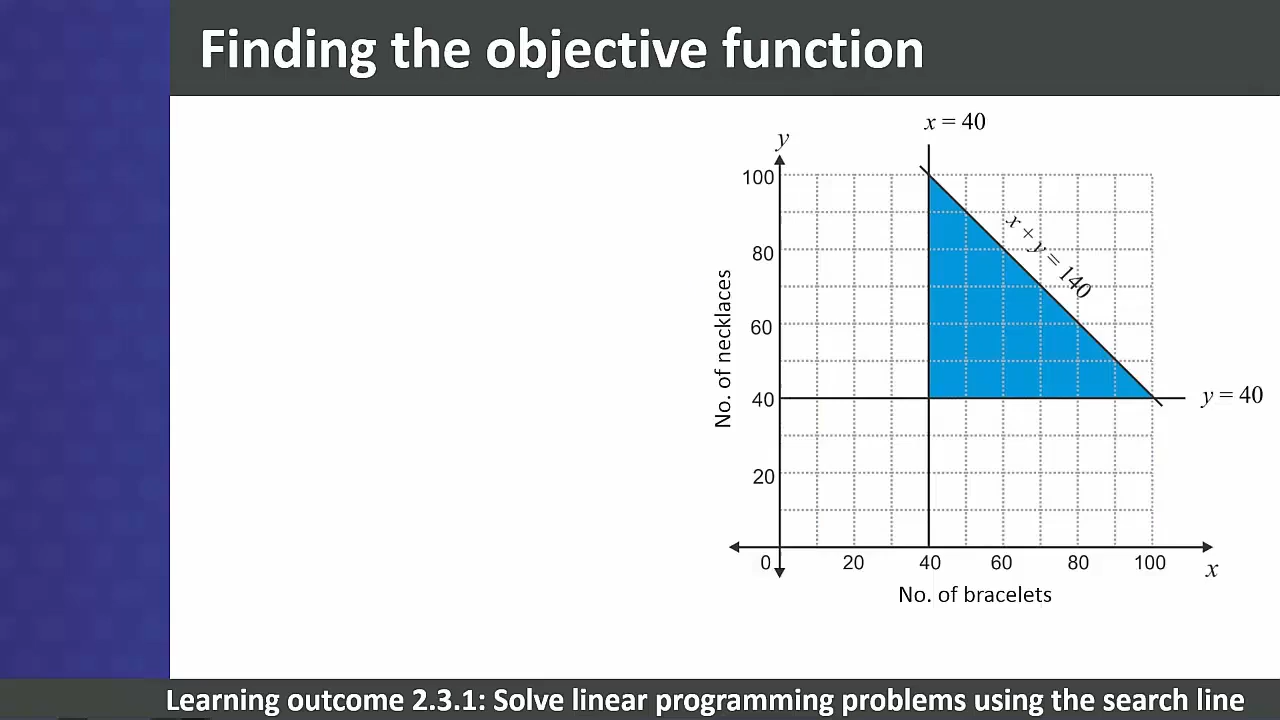 Finding the objective function
x = 40
y
100
80
60
40
20
0
No. of necklaces
x + y = 140
y = 40
20
40
60
80
100
x
No. of bracelets
Learning outcome 2.3.1: Solve linear programming problems using the search line